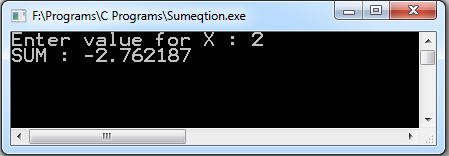 F:\Programs\C Programs\Sumeqtion.exe
Enter value for X : 2
SUM : -2.762187